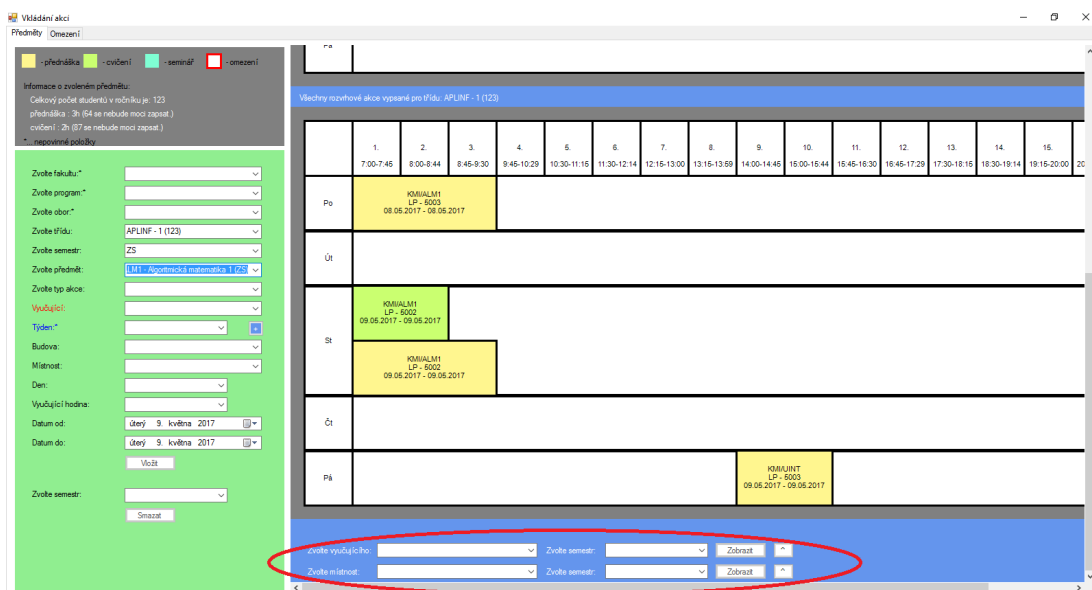 Vkládání akcí
Předměty Omezení
- přednáška - cvičení - seminář - omezení
Informace o zvoleném předmětu:
Celkový počet studentů v ročníku je: 123
přednáška : 3h (64 se nebude moci zapsat.)
cvičení : 2h (87 se nebude moci zapsat.)
*... nepovinné položky
Zvolte fakultu:*
Zvolte program:*
Zvolte obor:*
Zvolte třídu: APLINF - 1 (123)
Zvolte semestr: ZS
Zvolte předmět: LM1 - Algoritmická matematika 1 (ZS)
Zvolte typ akce:
Vyučující:
Týden:* +
Budova:
Místnost:
Den:
Vyučující hodina:
Datum od: úterý 9. května 2017
Datum do: úterý 9. května 2017
Vložit
Zvolte semestr:
Smazat
Všechny rozvrhové akce vypsané pro třídu: APLINF - 1 (123)
1. 2. 3. 4. 5. 6. 7. 8. 9. 10. 11. 12. 13. 14. 15.
7:00-7:45 8:00-8:44 8:45-9:30 9:45-10:29 10:30-11:15 11:30-12:14 12:15-13:00 13:15-13:59 14:00-14:45 15:00-15:44 15:45-16:30 16:45-17:29 17:30-18:15 18:30-19:14 19:15-20:00 20
Po
KMI/ALM1
LP - 5003
08.05.2017 - 08.05.2017
Út
St
KMI/ALM1
LP - 5002
09.05.2017 - 09.05.2017
KMI/ALM1
LP - 5002
09.05.2017 - 09.05.2017
Čt
Pá
KMI/UINT
LP - 5003
09.05.2017 - 09.05.2017
Zvolte vyučujícího: Zvolte semestr: Zobrazit ^
Zvolte místnost: Zvolte semestr: Zobrazit ^